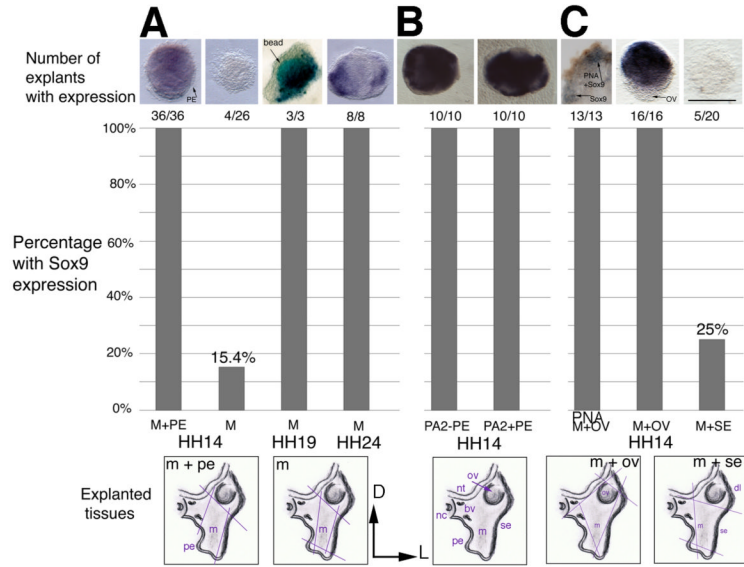 A B C
Number of
explants
with expression
bead
PE
PNA
+Sox9
Sox9
OV
36/36 4/26 3/3 8/8 10/10 10/10 13/13 16/16 5/20
100%
80%
60%
40%
20%
0%
Percentage
with Sox9
expression
15.4%
25%
M+PE M M M PA2-PE PA2+PE PNA
M+OV M+OV M+SE
HH14 HH19 HH24 HH14 HH14
Explanted
tissues
m + pe
m
pe
m
m
D
L
ov
nt
nc
bv
m
se
pe
m + ov
ov
m
m + se
dl
m
se